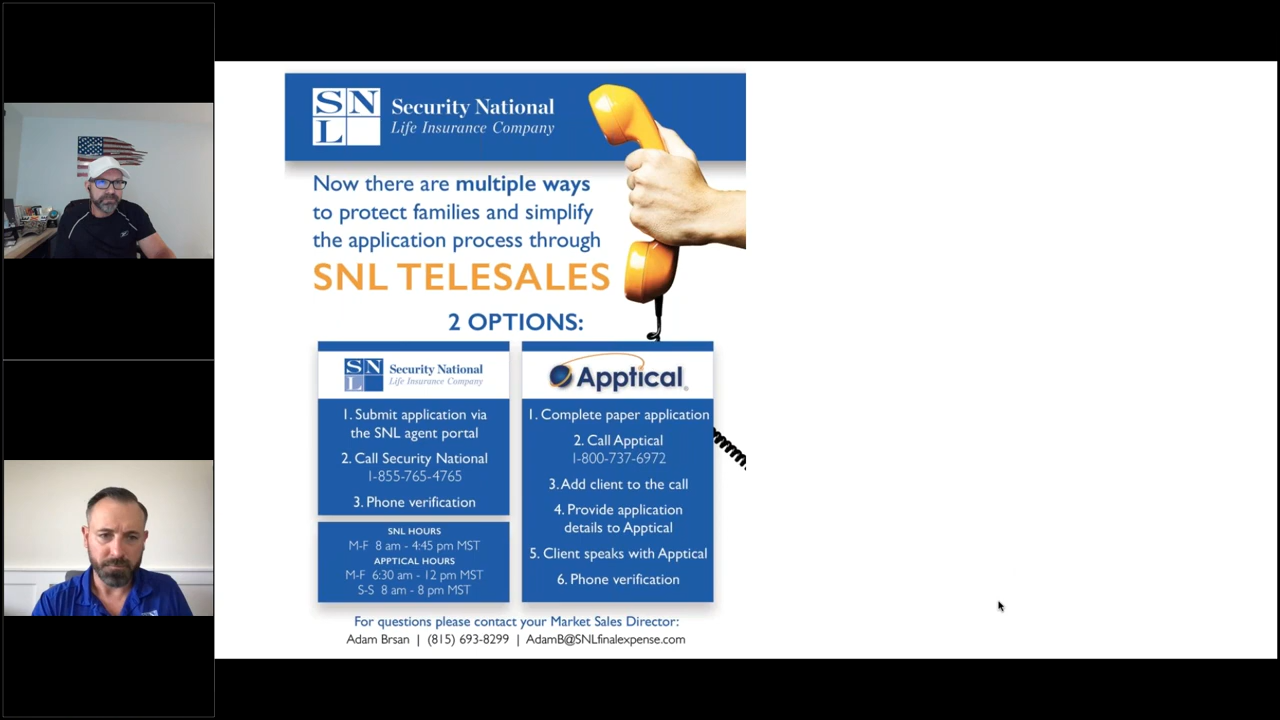 SN
L
Security National
Life Insurance Company
Now there are multiple ways
to protect families and simplify
the application process through
SNL TELESALES
2 OPTIONS:
SN
L
Security National
Life Insurance Company
1. Submit application via
the SNL agent portal
2. Call Security National
1-855-765-4765
3. Phone verification
SNL HOURS
M-F 8 am - 4:45 pm MST
APPTICAL HOURS
M-F 6:30 am - 12 pm MST
S-S 8 am - 8 pm MST
Apptical
1. Complete paper application
2. Call Apptical
1-800-737-6972
3. Add client to the call
4. Provide application
details to Apptical
5. Client speaks with Apptical
6. Phone verification
For questions please contact your Market Sales Director:
Adam Brsan | (815) 693-8299 | AdamB@SNLfinalexpense.com